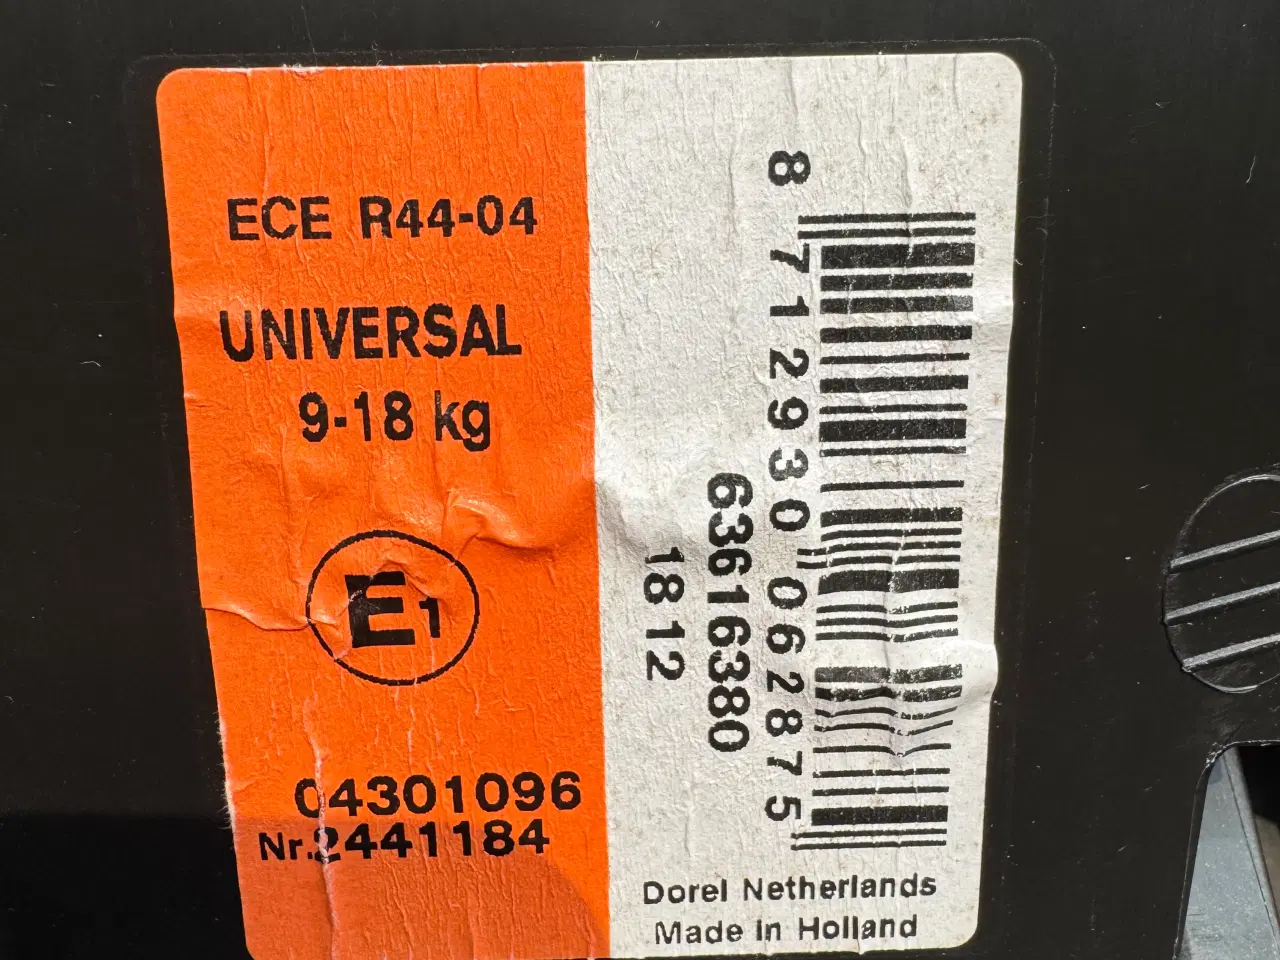 ECE R44-04
UNIVERSAL
9-18 kg
E1
04301096
Nr.2441184
8 712930 062875
63616380
1812
Dorel Netherlands
Made in Holland